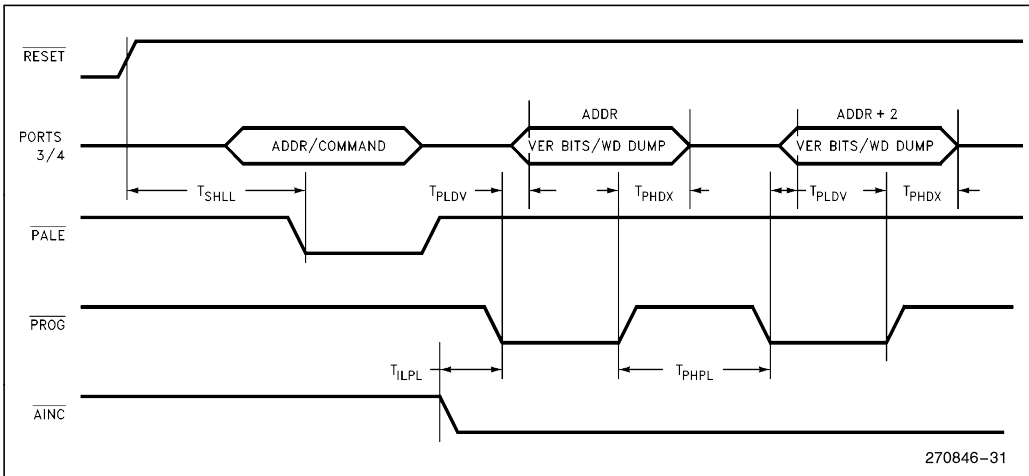 RESET
PORTS
3/4
ADDR/COMMAND
ADDR
VER BITS/WD DUMP
ADDR + 2
VER BITS/WD DUMP
TSHLL
TPLDV
TPHDX
TPLDV
TPHDX
PALE
PROG
TILPL
TPHPL
AINC
270846-31